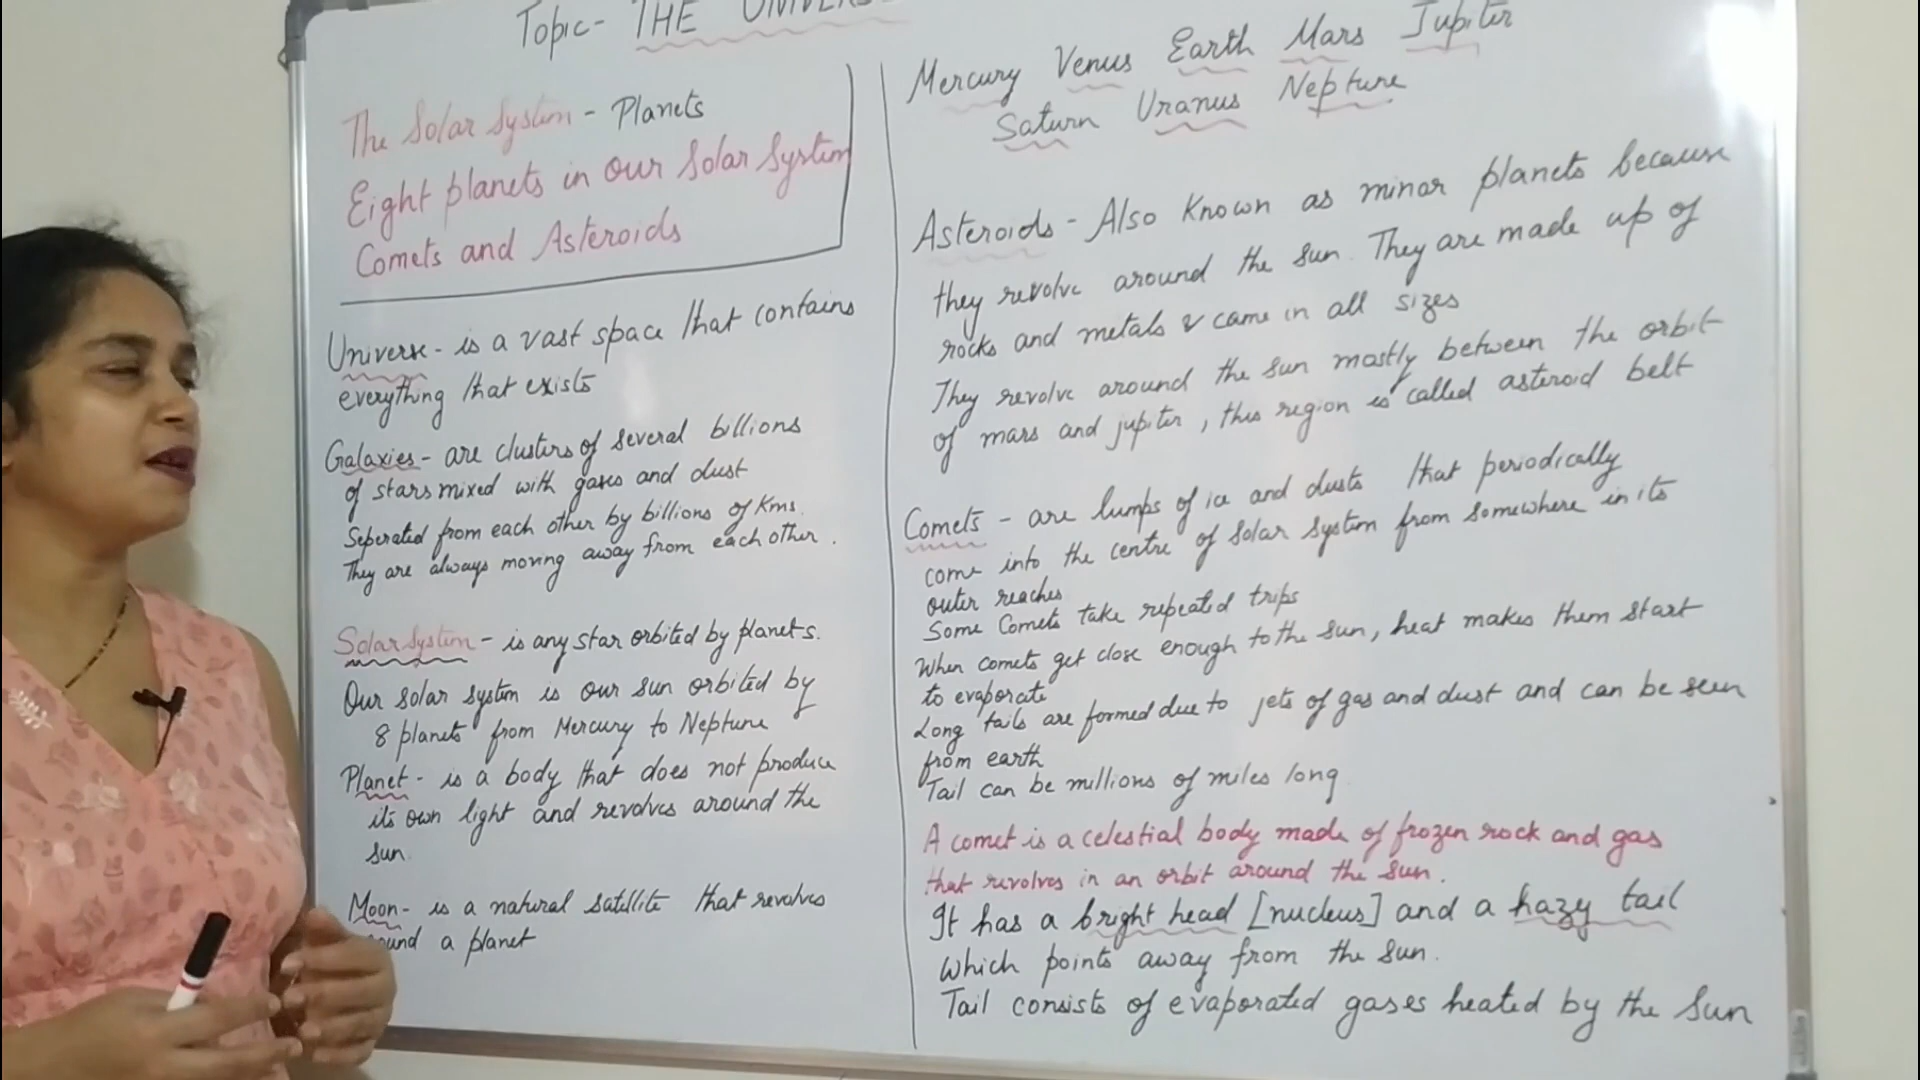 Topic- THE UNIVERS
The Solar System - Planets
Eight planets in our Solar System
Comets and Asteroids
Universe - is a vast space that contains
everything that exists
Galaxies - are clusters of several billions
of stars mixed with gases and dust
Seperated from each other by billions of Kms.
They are always moving away from each other.
Solar System - is any star orbited by planets.
Our solar system is our sun orbited by
8 planets from Mercury to Neptune
Planet - is a body that does not produce
its own light and revolves around the
sun.
Moon - is a natural satellite that revolves
ound a planet
Mercury Venus Earth Mars Jupiter
Saturn Uranus Neptune
Asteroids - Also known as minor planets because
they revolve around the sun. They are made up of
rocks and metals & came in all sizes
They revolve around the sun mostly between the orbit
of mars and jupiter, this region is called asteroid belt
Comets - are lumps of ice and dusts that periodically
come into the centre of solar system from somewhere in its
outer reaches
Some Comets take repeated trips
When comets get close enough to the sun, heat makes them start
to evaporate
Long tails are formed due to jets of gas and dust and can be seen
from earth
Tail can be millions of miles long
A comet is a celestial body made of frozen rock and gas
that revolves in an orbit around the sun.
It has a bright head [nucleus] and a hazy tail
which points away from the sun.
Tail consists of evaporated gases heated by the Sun